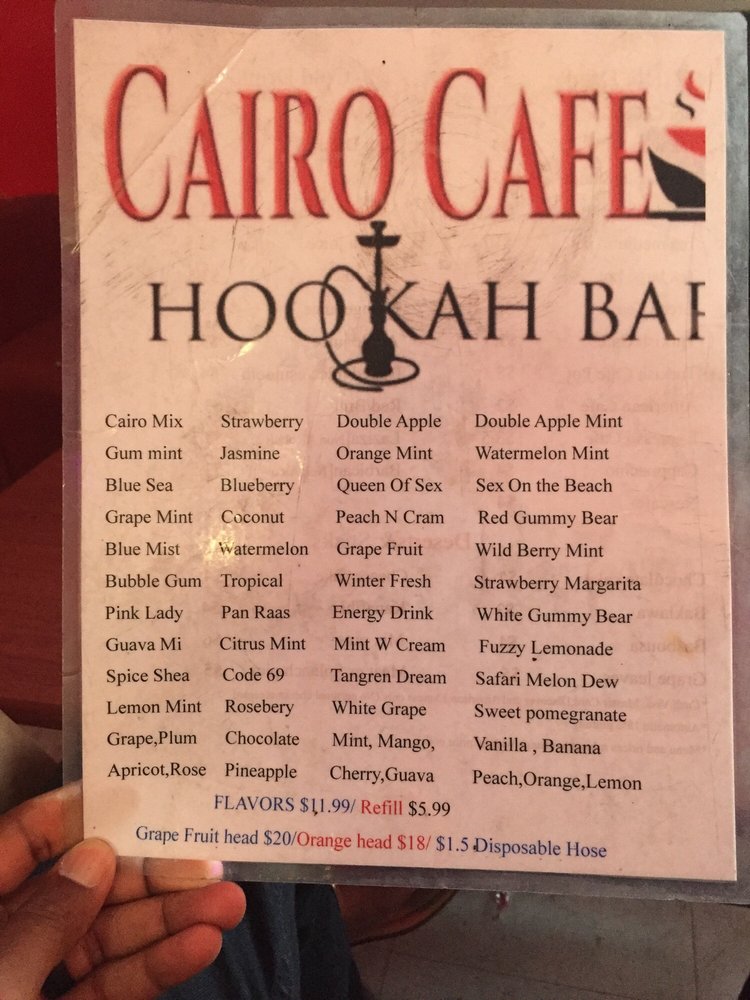 CAIRO CAFE
HOOKAH BAR
Cairo Mix Strawberry Double Apple Double Apple Mint
Gum mint Jasmine Orange Mint Watermelon Mint
Blue Sea Blueberry Queen Of Sex Sex On the Beach
Grape Mint Coconut Peach N Cram Red Gummy Bear
Blue Mist Watermelon Grape Fruit Wild Berry Mint
Bubble Gum Tropical Winter Fresh Strawberry Margarita
Pink Lady Pan Raas Energy Drink White Gummy Bear
Guava Mi Citrus Mint Mint W Cream Fuzzy Lemonade
Spice Shea Code 69 Tangren Dream Safari Melon Dew
Lemon Mint Rosebery White Grape Sweet pomegranate
Grape,Plum Chocolate Mint, Mango, Vanilla , Banana
Apricot,Rose Pineapple Cherry,Guava Peach,Orange,Lemon
FLAVORS $11.99/ Refill $5.99
Grape Fruit head $20/Orange head $18/ $1.5 Disposable Hose